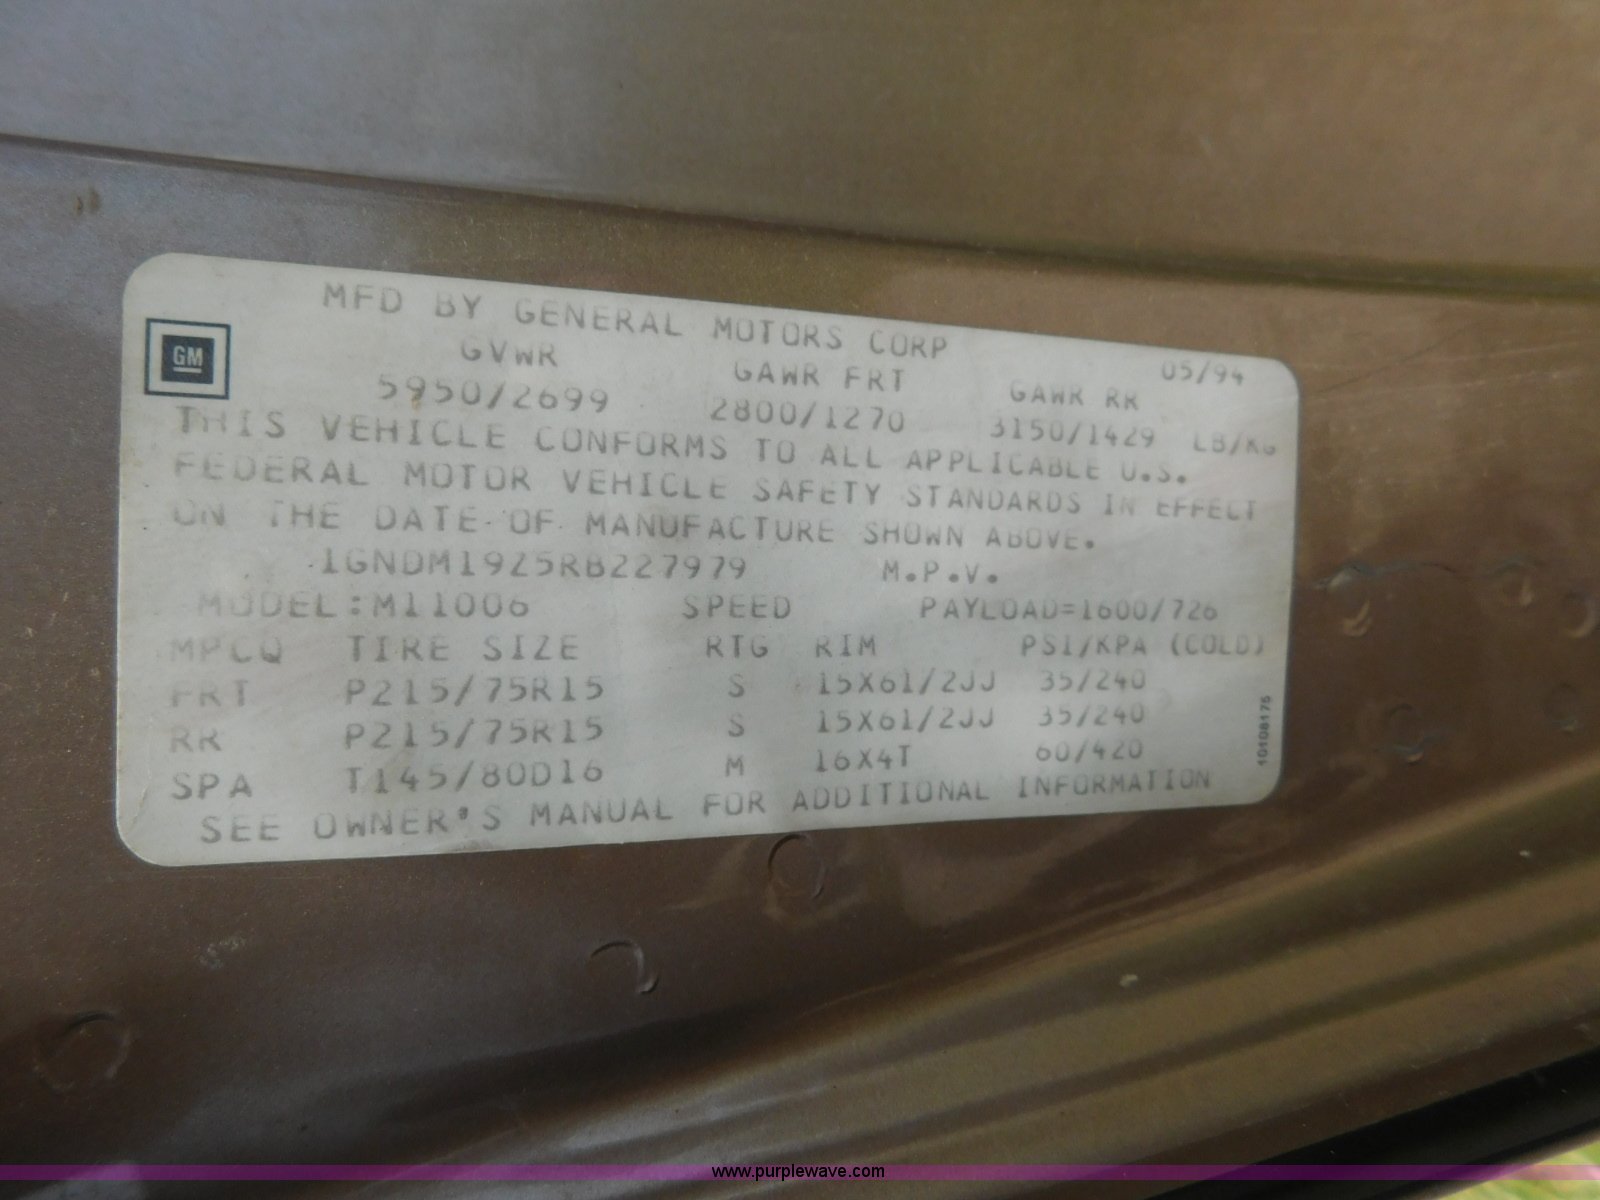 MFD BY GENERAL MOTORS CORP 05/94
GM
GVWR GAWR FRT GAWR RR
5950/2699 2800/1270 3150/1429 LB/KG
THIS VEHICLE CONFORMS TO ALL APPLICABLE U.S.
FEDERAL MOTOR VEHICLE SAFETY STANDARDS IN EFFECT
ON THE DATE OF MANUFACTURE SHOWN ABOVE.
1GNDM19Z5RB227979 M.P.V.
MODEL:M11006 SPEED PAYLOAD=1600/726
MPCQ TIRE SIZE RTG RIM PSI/KPA (COLD)
FRT P215/75R15 S 15X61/2JJ 35/240
RR P215/75R15 S 15X61/2JJ 35/240
SPA T145/80D16 M 16X4T 60/420
SEE OWNER'S MANUAL FOR ADDITIONAL INFORMATION
10108175
www.purplewave.com